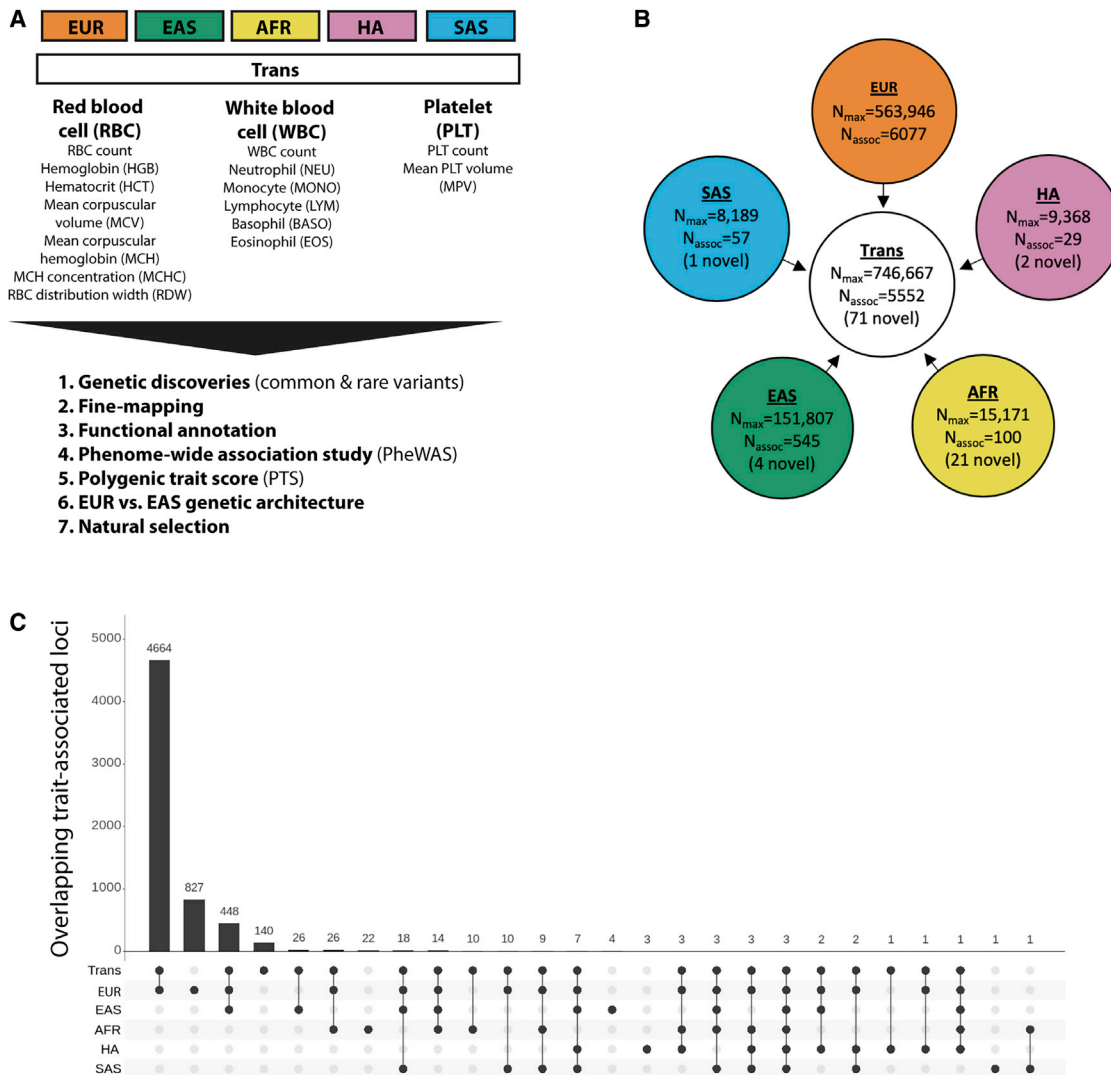 A
EUR EAS AFR HA SAS
Trans
Red blood
cell (RBC)
RBC count
Hemoglobin (HGB)
Hematocrit (HCT)
Mean corpuscular
volume (MCV)
Mean corpuscular
hemoglobin (MCH)
MCH concentration (MCHC)
RBC distribution width (RDW)
White blood
cell (WBC)
WBC count
Neutrophil (NEU)
Monocyte (MONO)
Lymphocyte (LYM)
Basophil (BASO)
Eosinophil (EOS)
Platelet
(PLT)
PLT count
Mean PLT volume
(MPV)
1. Genetic discoveries (common & rare variants)
2. Fine-mapping
3. Functional annotation
4. Phenome-wide association study (PheWAS)
5. Polygenic trait score (PTS)
6. EUR vs. EAS genetic architecture
7. Natural selection
B
EUR
Nmax=563,946
Nassoc=6077
SAS
Nmax=8,189
Nassoc=57
(1 novel)
HA
Nmax=9,368
Nassoc=29
(2 novel)
Trans
Nmax=746,667
Nassoc=5552
(71 novel)
EAS
Nmax=151,807
Nassoc=545
(4 novel)
AFR
Nmax=15,171
Nassoc=100
(21 novel)
C
Overlapping trait-associated loci
5000
4000
3000
2000
1000
0
4664 827 448 140 26 26 22 18 14 10 10 9 7 4 3 3 3 3 3 2 2 1 1 1 1 1
Trans
EUR
EAS
AFR
HA
SAS